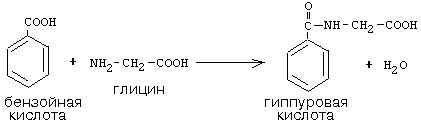 O
COOH
C—NH—CH2—COOH
+ NH2—CH2—COOH
+ H2O
бензойная кислота
глицин
гиппуровая кислота